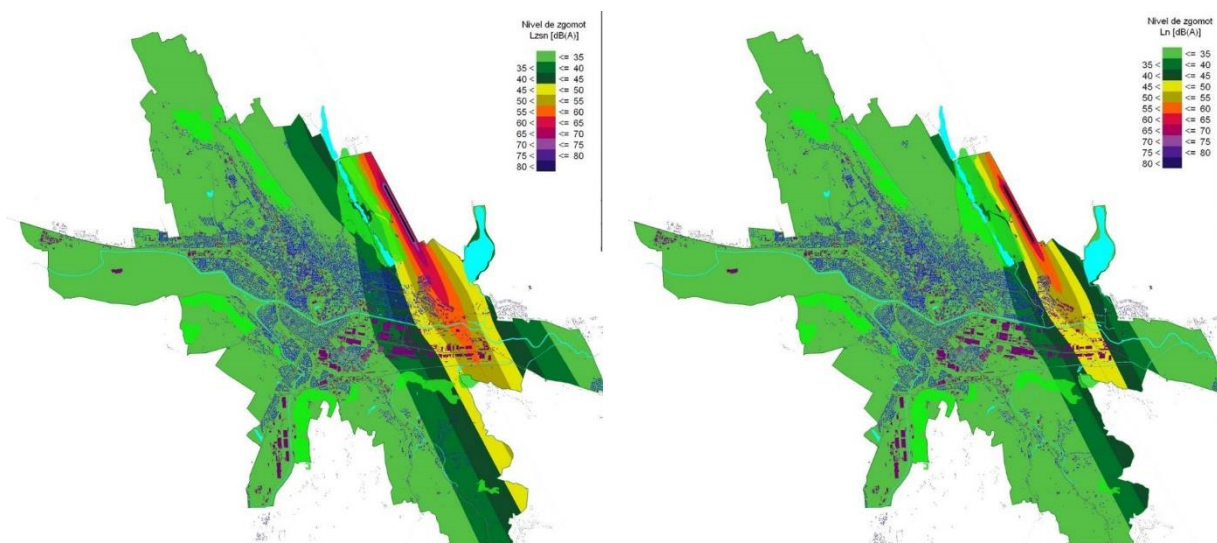 Nivel de zgomot
Lzsn [dB(A)]
<= 35
35 < <= 40
40 < <= 45
45 < <= 50
50 < <= 55
55 < <= 60
60 < <= 65
65 < <= 70
70 < <= 75
75 < <= 80
80 <
Nivel de zgomot
Ln [dB(A)]
<= 35
35 < <= 40
40 < <= 45
45 < <= 50
50 < <= 55
55 < <= 60
60 < <= 65
65 < <= 70
70 < <= 75
75 < <= 80
80 <